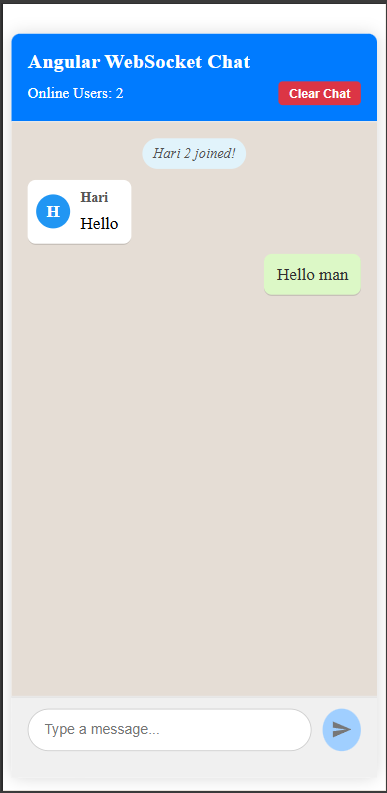 Angular WebSocket Chat
Online Users: 2
Clear Chat
Hari 2 joined!
H
Hari
Hello
Hello man
Type a message...